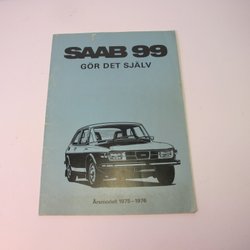 SAAB 99
GÖR DET SJÄLV
Årsmodell 1975-1976